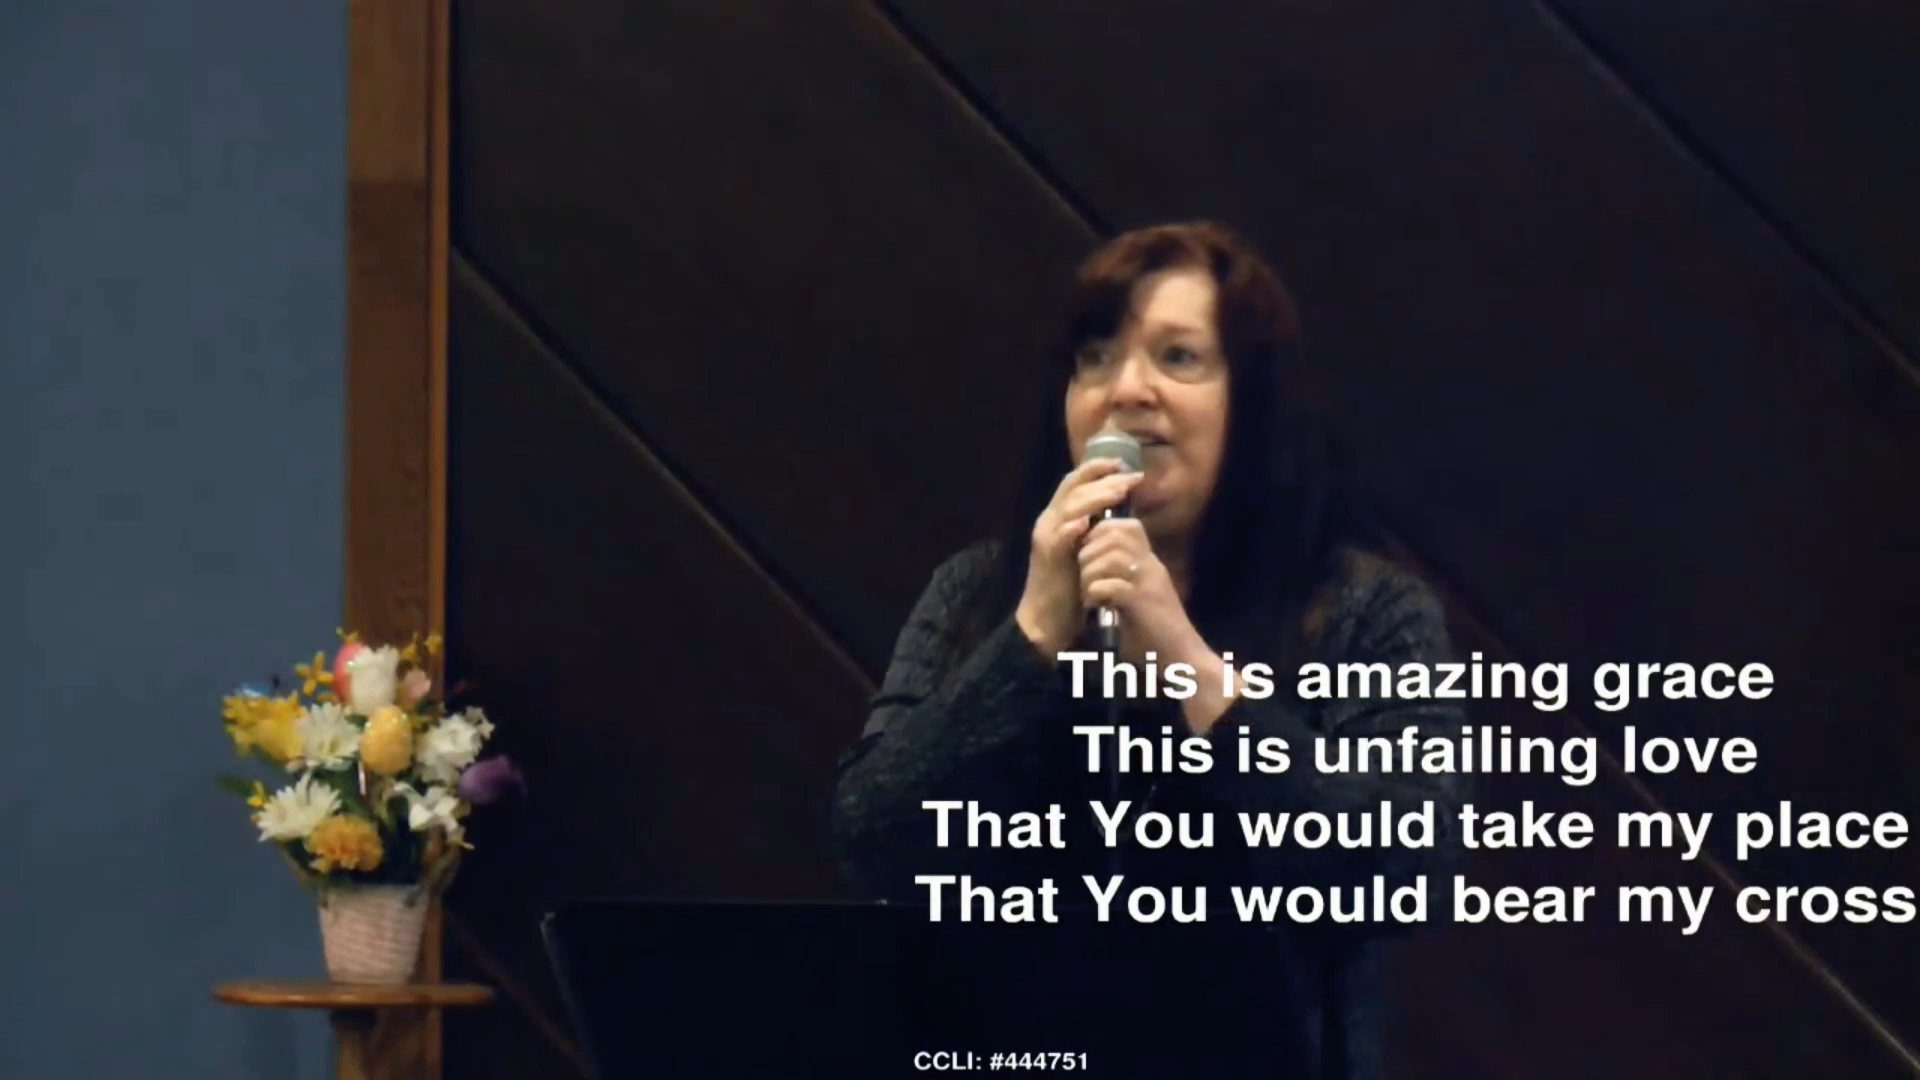 This is amazing grace
This is unfailing love
That You would take my place
That You would bear my cross
CCLI: #444751